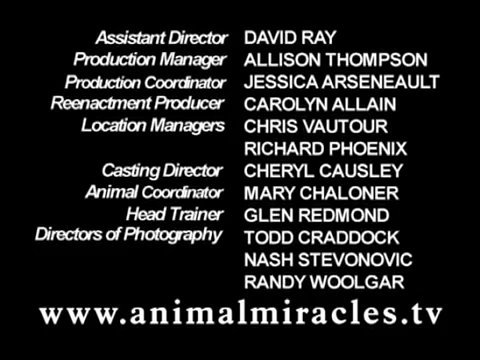 Assistant Director DAVID RAY
Production Manager ALLISON THOMPSON
Production Coordinator JESSICA ARSENEAULT
Reenactment Producer CAROLYN ALLAIN
Location Managers CHRIS VAUTOUR
RICHARD PHOENIX
Casting Director CHERYL CAUSLEY
Animal Coordinator MARY CHALONER
Head Trainer GLEN REDMOND
Directors of Photography TODD CRADDOCK
NASH STEVONOVIC
RANDY WOOLGAR
www.animalmiracles.tv